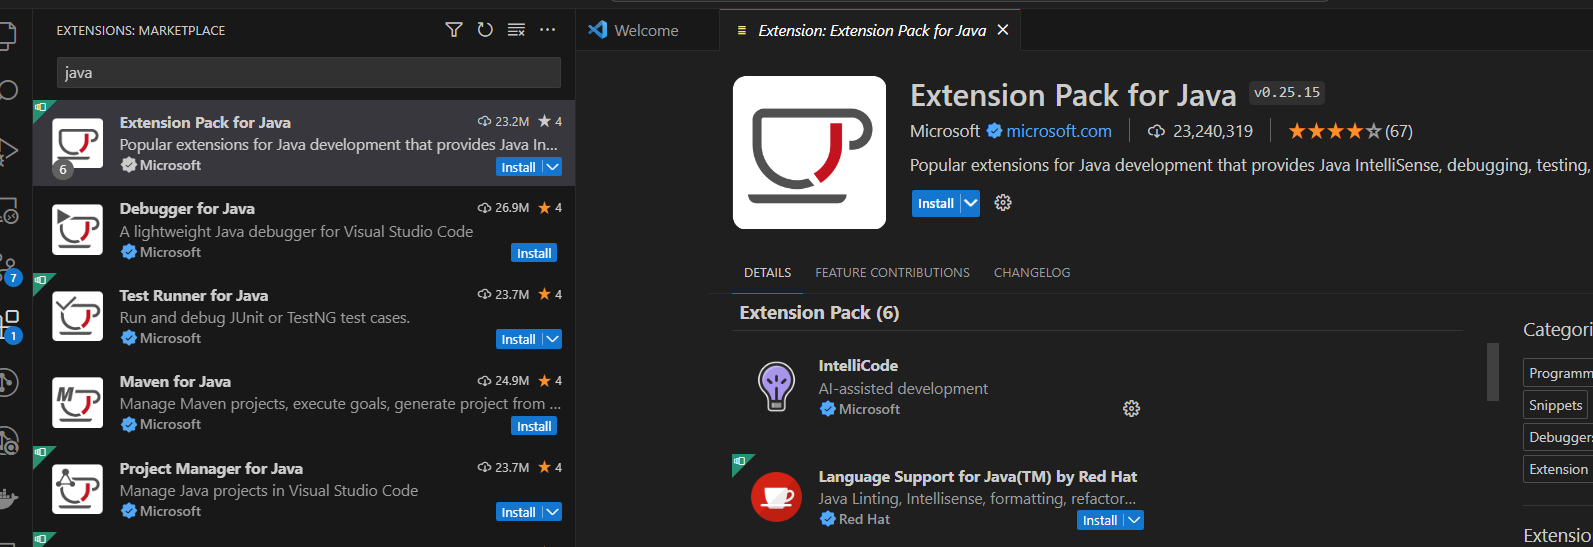 EXTENSIONS: MARKETPLACE
java
Extension Pack for Java 23.2M 4
Popular extensions for Java development that provides Java In...
Microsoft Install
6
Debugger for Java 26.9M 4
A lightweight Java debugger for Visual Studio Code
Microsoft Install
Test Runner for Java 23.7M 4
Run and debug JUnit or TestNG test cases.
Microsoft Install
Maven for Java 24.9M 4
Manage Maven projects, execute goals, generate project from ...
Microsoft Install
Project Manager for Java 23.7M 4
Manage Java projects in Visual Studio Code
Microsoft Install
7
1
Welcome
Extension: Extension Pack for Java
Extension Pack for Java v0.25.15
Microsoft microsoft.com 23,240,319 (67)
Popular extensions for Java development that provides Java IntelliSense, debugging, testing,
Install
DETAILS FEATURE CONTRIBUTIONS CHANGELOG
Extension Pack (6)
IntelliCode
AI-assisted development
Microsoft
Language Support for Java(TM) by Red Hat
Java Linting, Intellisense, formatting, refactor...
Red Hat Install
Categori
Programm
Snippets
Debuggers
Extension
Extensio